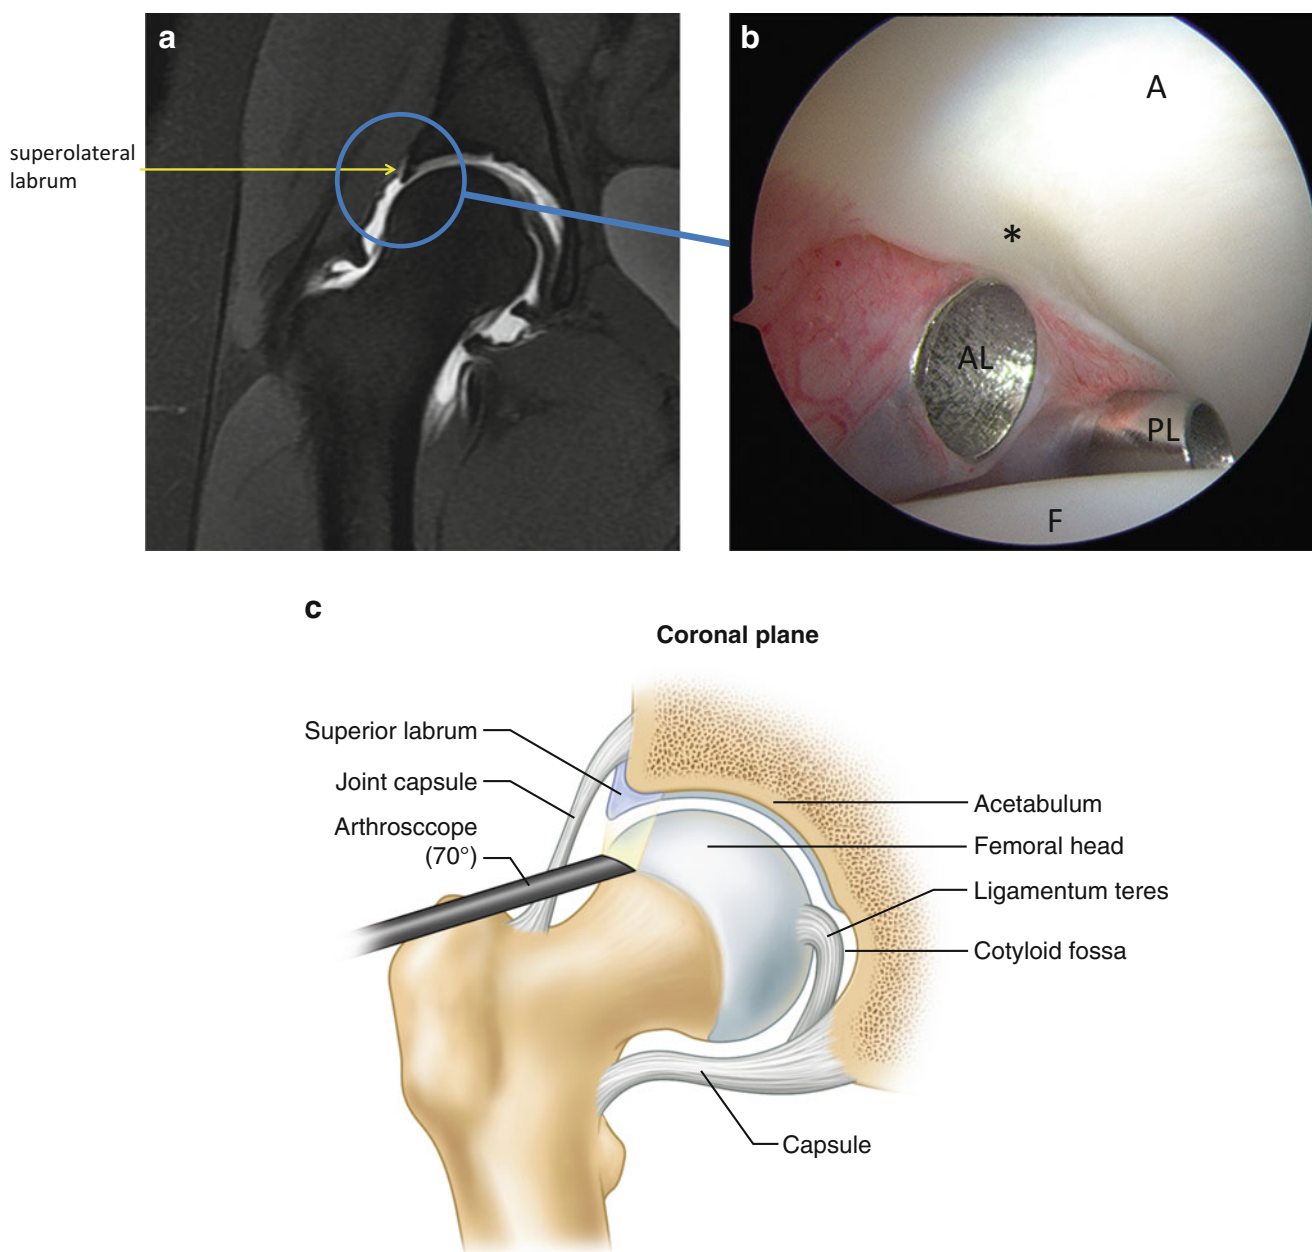 a
superolateral
labrum
b
A
*
AL
PL
F
c
Coronal plane
Superior labrum
Joint capsule
Arthrosccope
(70°)
Acetabulum
Femoral head
Ligamentum teres
Cotyloid fossa
Capsule